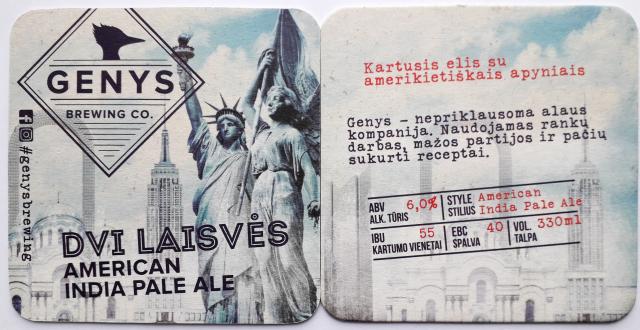 GENYS
BREWING CO.
#genysbrewing
DVI LAISVĖS
AMERICAN
INDIA PALE ALE
Kartusis elis su
amerikietiškais apyniais
Genys – nepriklausoma alaus
kompanija. Naudojamas rankų
darbas, mažos partijos ir pačių
sukurti receptai.
ABV 6,0% STYLE American
ALK. TŪRIS STILIUS India Pale Ale
IBU 55 EBC 40 VOL. 330ml
KARTUMO VIENETAI SPALVA TALPA